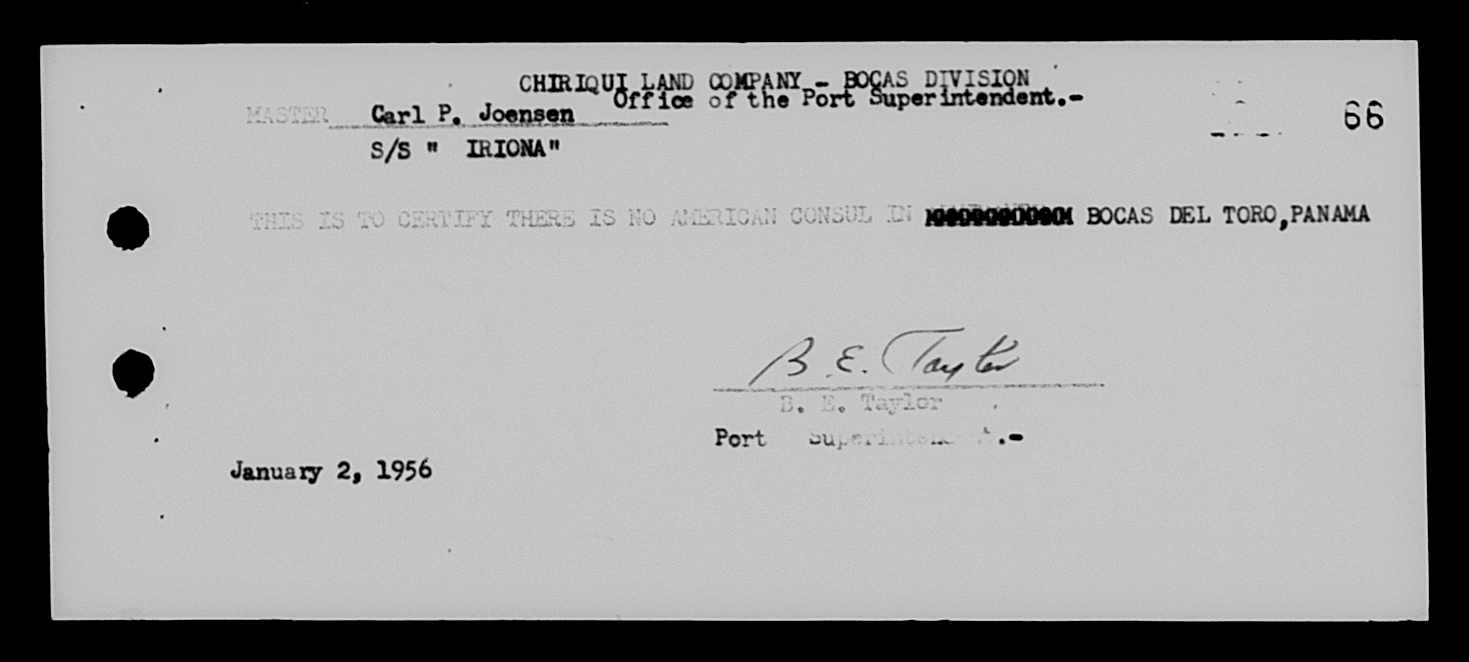 CHIRIQUI LAND COMPANY - BOCAS DIVISION
Office of the Port Superintendent.-
MASTER Carl P. Joensen
66
S/S " IRIONA"
THIS IS TO CERTIFY THERE IS NO AMERICAN CONSUL IN BOCAS DEL TORO,PANAMA
B. E. Taylor
B. E. Taylor
Port Superintendent.-
January 2, 1956